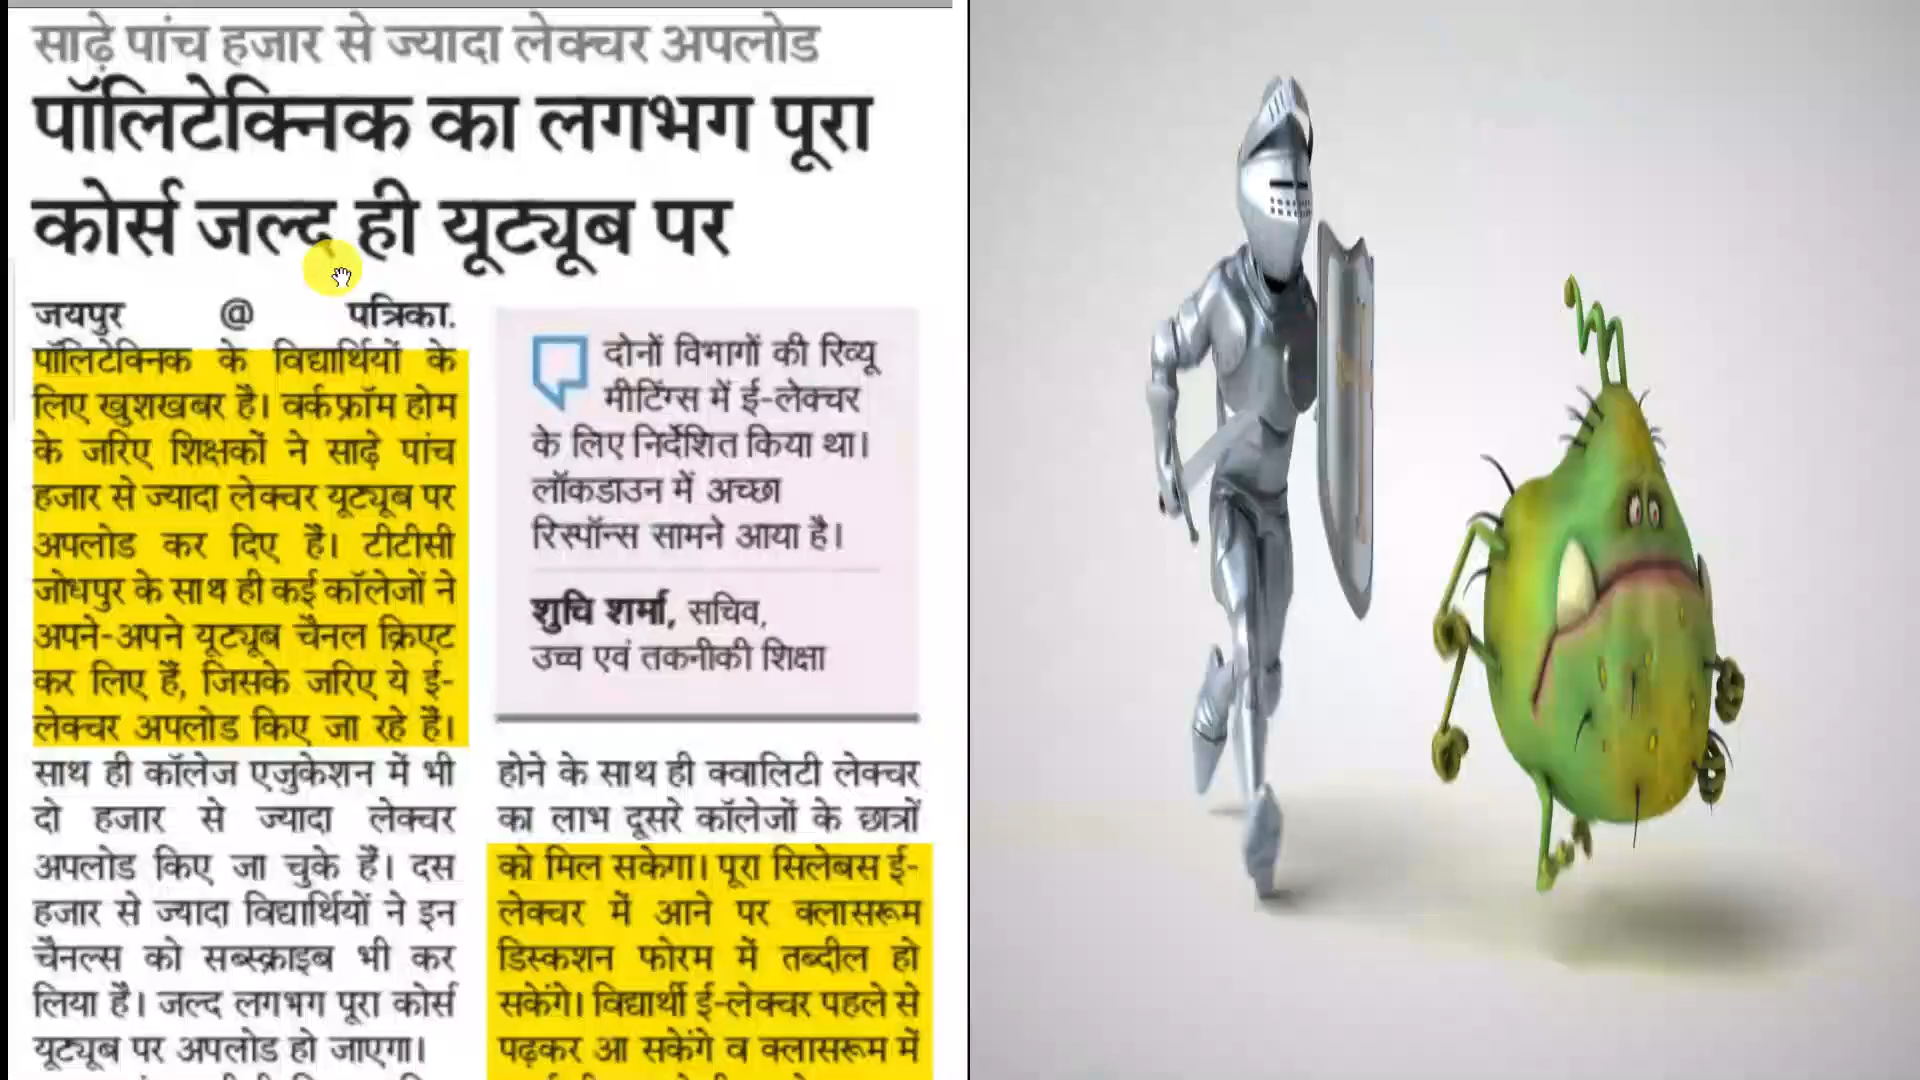 साढ़े पांच हजार से ज्यादा लेक्चर अपलोड
पॉलिटेक्निक का लगभग पूरा
कोर्स जल्द ही यूट्यूब पर
जयपुर @ पत्रिका.
पॉलिटेक्निक के विद्यार्थियों के
लिए खुशखबर है। वर्कफ्रॉम होम
के जरिए शिक्षकों ने साढ़े पांच
हजार से ज्यादा लेक्चर यूट्यूब पर
अपलोड कर दिए हैं। टीटीसी
जोधपुर के साथ ही कई कॉलेजों ने
अपने-अपने यूट्यूब चैनल क्रिएट
कर लिए हैं, जिसके जरिए ये ई-
लेक्चर अपलोड किए जा रहे हैं।
साथ ही कॉलेज एजुकेशन में भी
दो हजार से ज्यादा लेक्चर
अपलोड किए जा चुके हैं। दस
हजार से ज्यादा विद्यार्थियों ने इन
चैनल्स को सब्स्क्राइब भी कर
लिया है। जल्द लगभग पूरा कोर्स
यूट्यूब पर अपलोड हो जाएगा।
दोनों विभागों की रिव्यू
मीटिंग्स में ई-लेक्चर
के लिए निर्देशित किया था।
लॉकडाउन में अच्छा
रिस्पॉन्स सामने आया है।
शुचि शर्मा, सचिव,
उच्च एवं तकनीकी शिक्षा
होने के साथ ही क्वालिटी लेक्चर
का लाभ दूसरे कॉलेजों के छात्रों
को मिल सकेगा। पूरा सिलेबस ई-
लेक्चर में आने पर क्लासरूम
डिस्कशन फोरम में तब्दील हो
सकेंगे। विद्यार्थी ई-लेक्चर पहले से
पढ़कर आ सकेंगे व क्लासरूम में